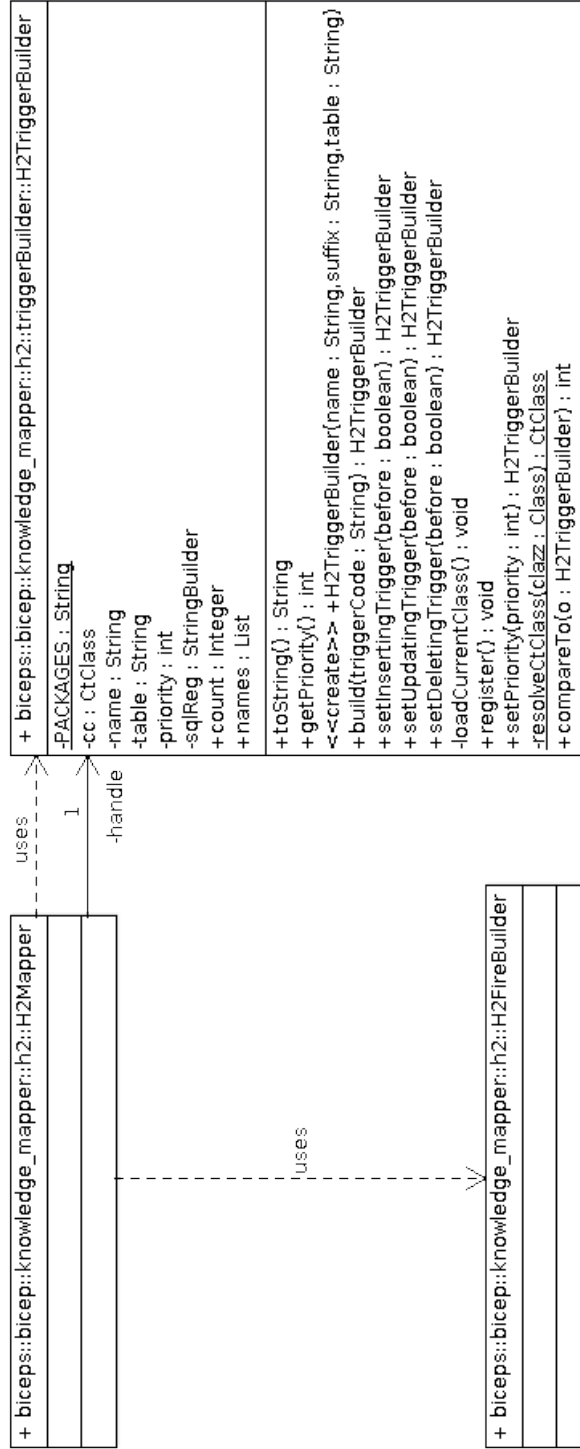 + biceps::bicep::knowledge_mapper::h2::H2Mapper
uses
1
-handle
+ biceps::bicep::knowledge_mapper::h2::triggerBuilder::H2TriggerBuilder
-PACKAGES : String
-cc : CtClass
-name : String
-table : String
-priority : int
-sqlReg : StringBuilder
+count : Integer
+names : List
+toString() : String
+getPriority() : int
<<create>> +H2TriggerBuilder(name : String,suffix : String,table : String)
+build(triggerCode : String) : H2TriggerBuilder
+setInsertingTrigger(before : boolean) : H2TriggerBuilder
+setUpdatingTrigger(before : boolean) : H2TriggerBuilder
+setDeletingTrigger(before : boolean) : H2TriggerBuilder
-loadCurrentClass() : void
+register() : void
+setPriority(priority : int) : H2TriggerBuilder
-resolveCtClass(clazz : Class) : CtClass
+compareTo(o : H2TriggerBuilder) : int
uses
+ biceps::bicep::knowledge_mapper::h2::H2FireBuilder